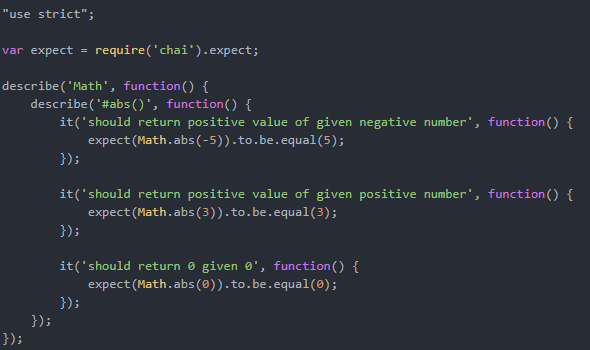 "use strict";

var expect = require('chai').expect;

describe('Math', function() {
    describe('#abs()', function() {
        it('should return positive value of given negative number', function() {
            expect(Math.abs(-5)).to.be.equal(5);
        });

        it('should return positive value of given positive number', function() {
            expect(Math.abs(3)).to.be.equal(3);
        });

        it('should return 0 given 0', function() {
            expect(Math.abs(0)).to.be.equal(0);
        });
    });
});